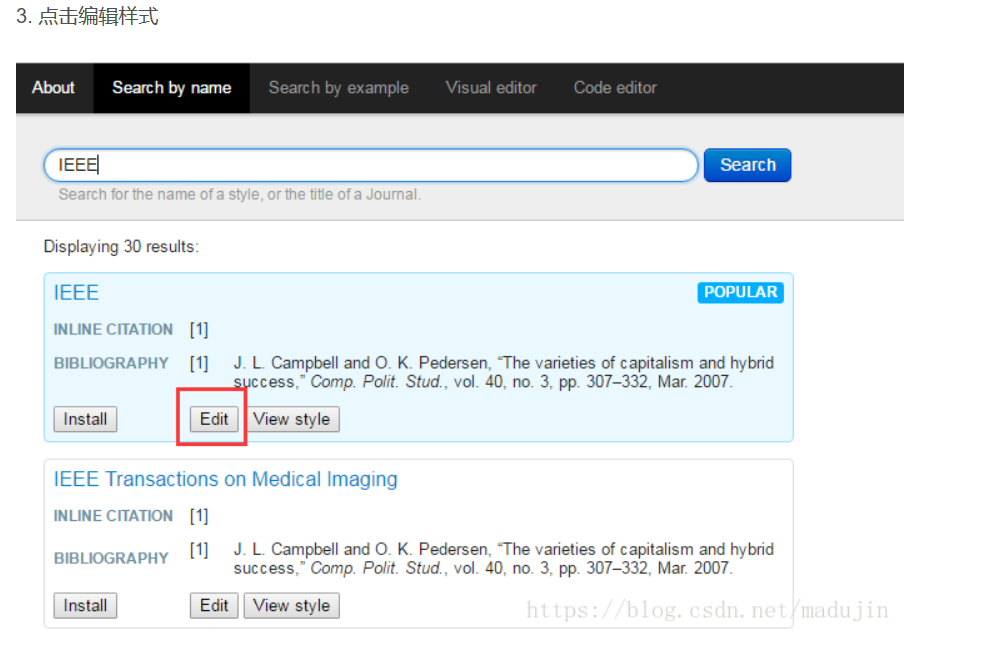 3. 点击编辑样式
About Search by name Search by example Visual editor Code editor
IEEE Search
Search for the name of a style, or the title of a Journal.
Displaying 30 results:
IEEE POPULAR
INLINE CITATION [1]
BIBLIOGRAPHY [1] J. L. Campbell and O. K. Pedersen, “The varieties of capitalism and hybrid
success,” Comp. Polit. Stud., vol. 40, no. 3, pp. 307–332, Mar. 2007.
Install Edit View style
IEEE Transactions on Medical Imaging
INLINE CITATION [1]
BIBLIOGRAPHY [1] J. L. Campbell and O. K. Pedersen, “The varieties of capitalism and hybrid
success,” Comp. Polit. Stud., vol. 40, no. 3, pp. 307–332, Mar. 2007.
Install Edit View style
https://blog.csdn.net/madujin